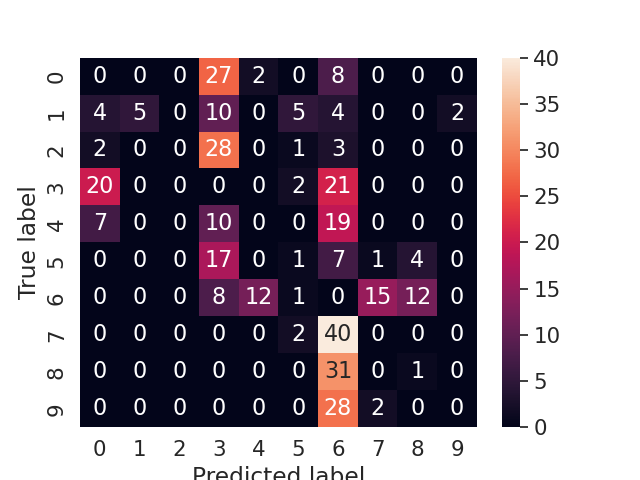 0 0 0 0 27 2 0 8 0 0 0
1 4 5 0 10 0 5 4 0 0 2
2 2 0 0 28 0 1 3 0 0 0
3 20 0 0 0 0 2 21 0 0 0
4 7 0 0 10 0 0 19 0 0 0
5 0 0 0 17 0 1 7 1 4 0
6 0 0 0 8 12 1 0 15 12 0
7 0 0 0 0 0 2 40 0 0 0
8 0 0 0 0 0 0 31 0 1 0
9 0 0 0 0 0 0 28 2 0 0
0 1 2 3 4 5 6 7 8 9
True label
Predicted label
40
35
30
25
20
15
10
5
0